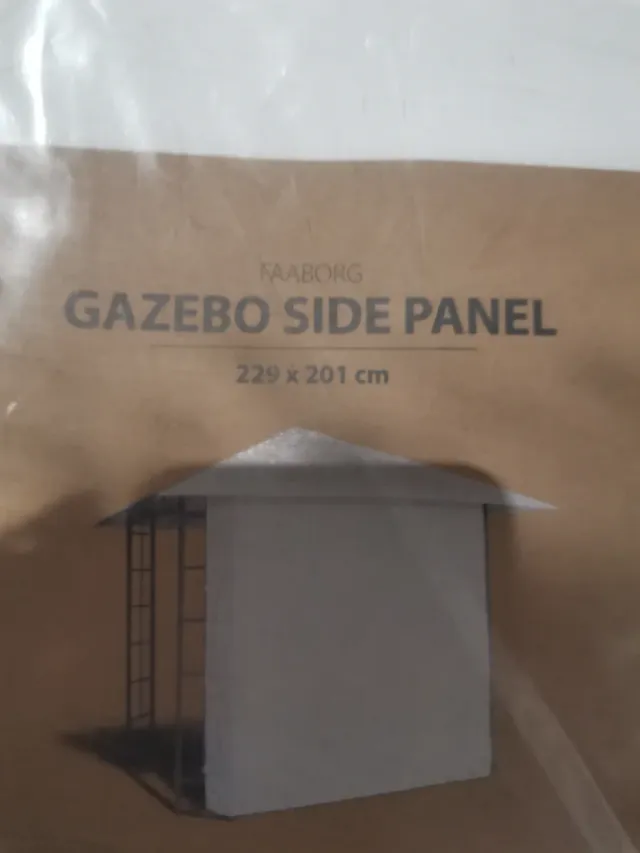 FAABORG
GAZEBO SIDE PANEL
229 x 201 cm